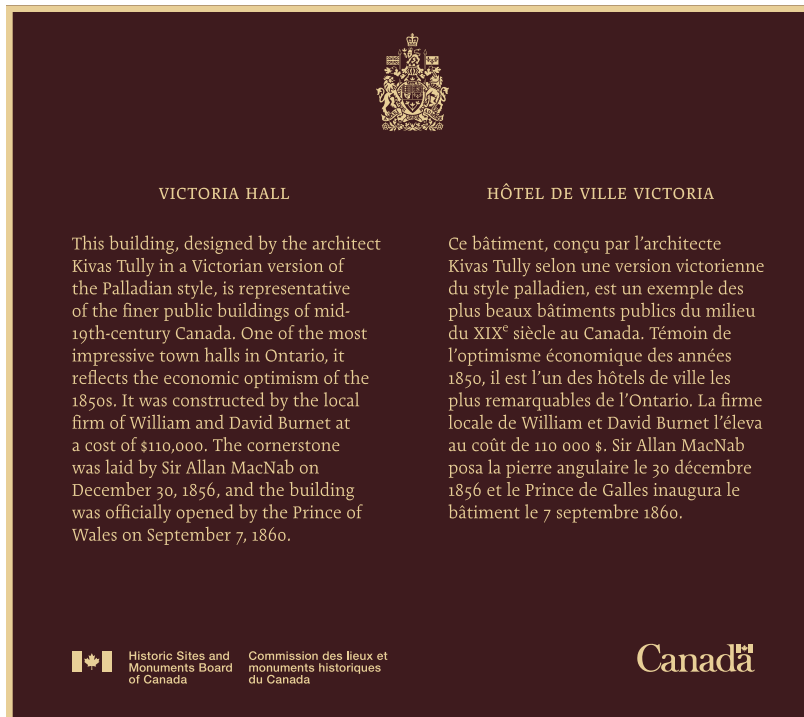 VICTORIA HALL
This building, designed by the architect
Kivas Tully in a Victorian version of
the Palladian style, is representative
of the finer public buildings of mid-
19th-century Canada. One of the most
impressive town halls in Ontario, it
reflects the economic optimism of the
1850s. It was constructed by the local
firm of William and David Burnet at
a cost of $110,000. The cornerstone
was laid by Sir Allan MacNab on
December 30, 1856, and the building
was officially opened by the Prince of
Wales on September 7, 1860.
HÔTEL DE VILLE VICTORIA
Ce bâtiment, conçu par l’architecte
Kivas Tully selon une version victorienne
du style palladien, est un exemple des
plus beaux bâtiments publics du milieu
du XIXe siècle au Canada. Témoin de
l’optimisme économique des années
1850, il est l’un des hôtels de ville les
plus remarquables de l’Ontario. La firme
locale de William et David Burnet l’éleva
au coût de 110 000 $. Sir Allan MacNab
posa la pierre angulaire le 30 décembre
1856 et le Prince de Galles inaugura le
bâtiment le 7 septembre 1860.
Historic Sites and
Monuments Board
of Canada
Commission des lieux et
monuments historiques
du Canada
Canada